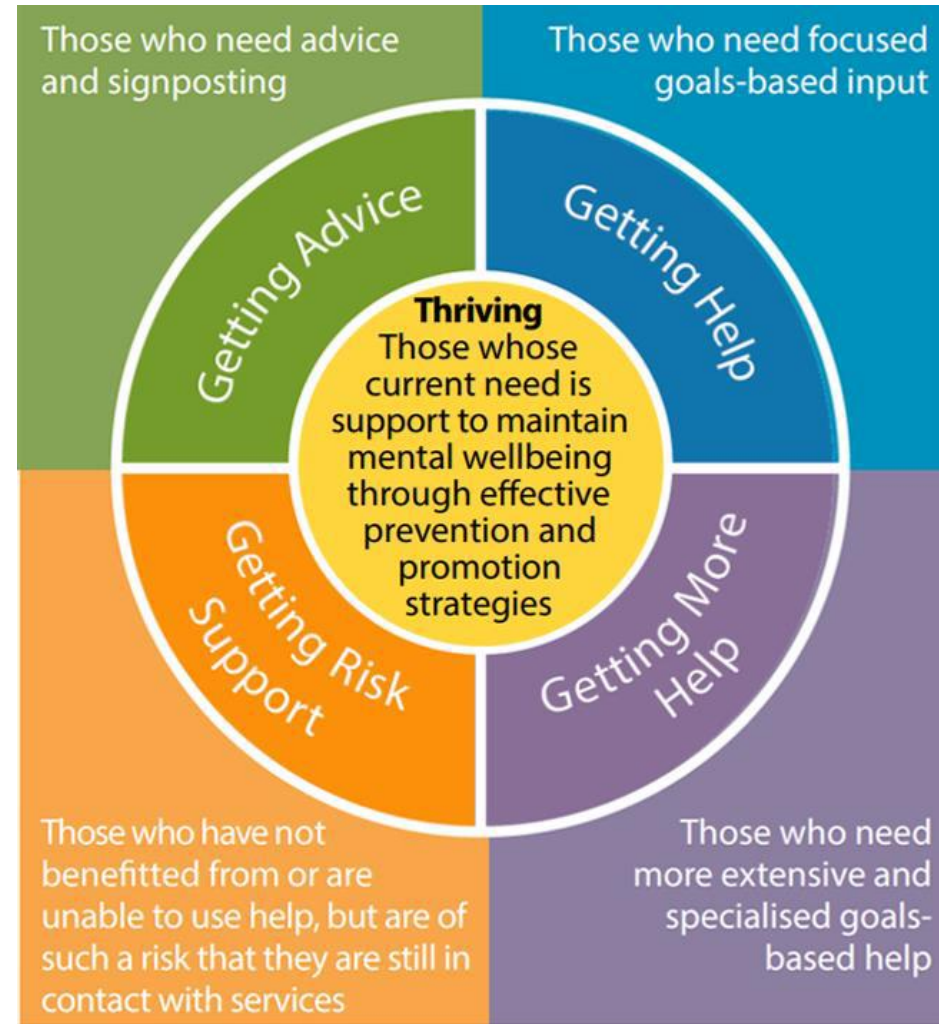 Those who need advice
and signposting
Those who need focused
goals-based input
Getting Advice
Getting Help
Thriving
Those whose
current need is
support to maintain
mental wellbeing
through effective
prevention and
promotion
strategies
Getting Risk
Support
Getting More
Help
Those who have not
benefitted from or are
unable to use help, but are of
such a risk that they are still in
contact with services
Those who need
more extensive and
specialised goals-
based help